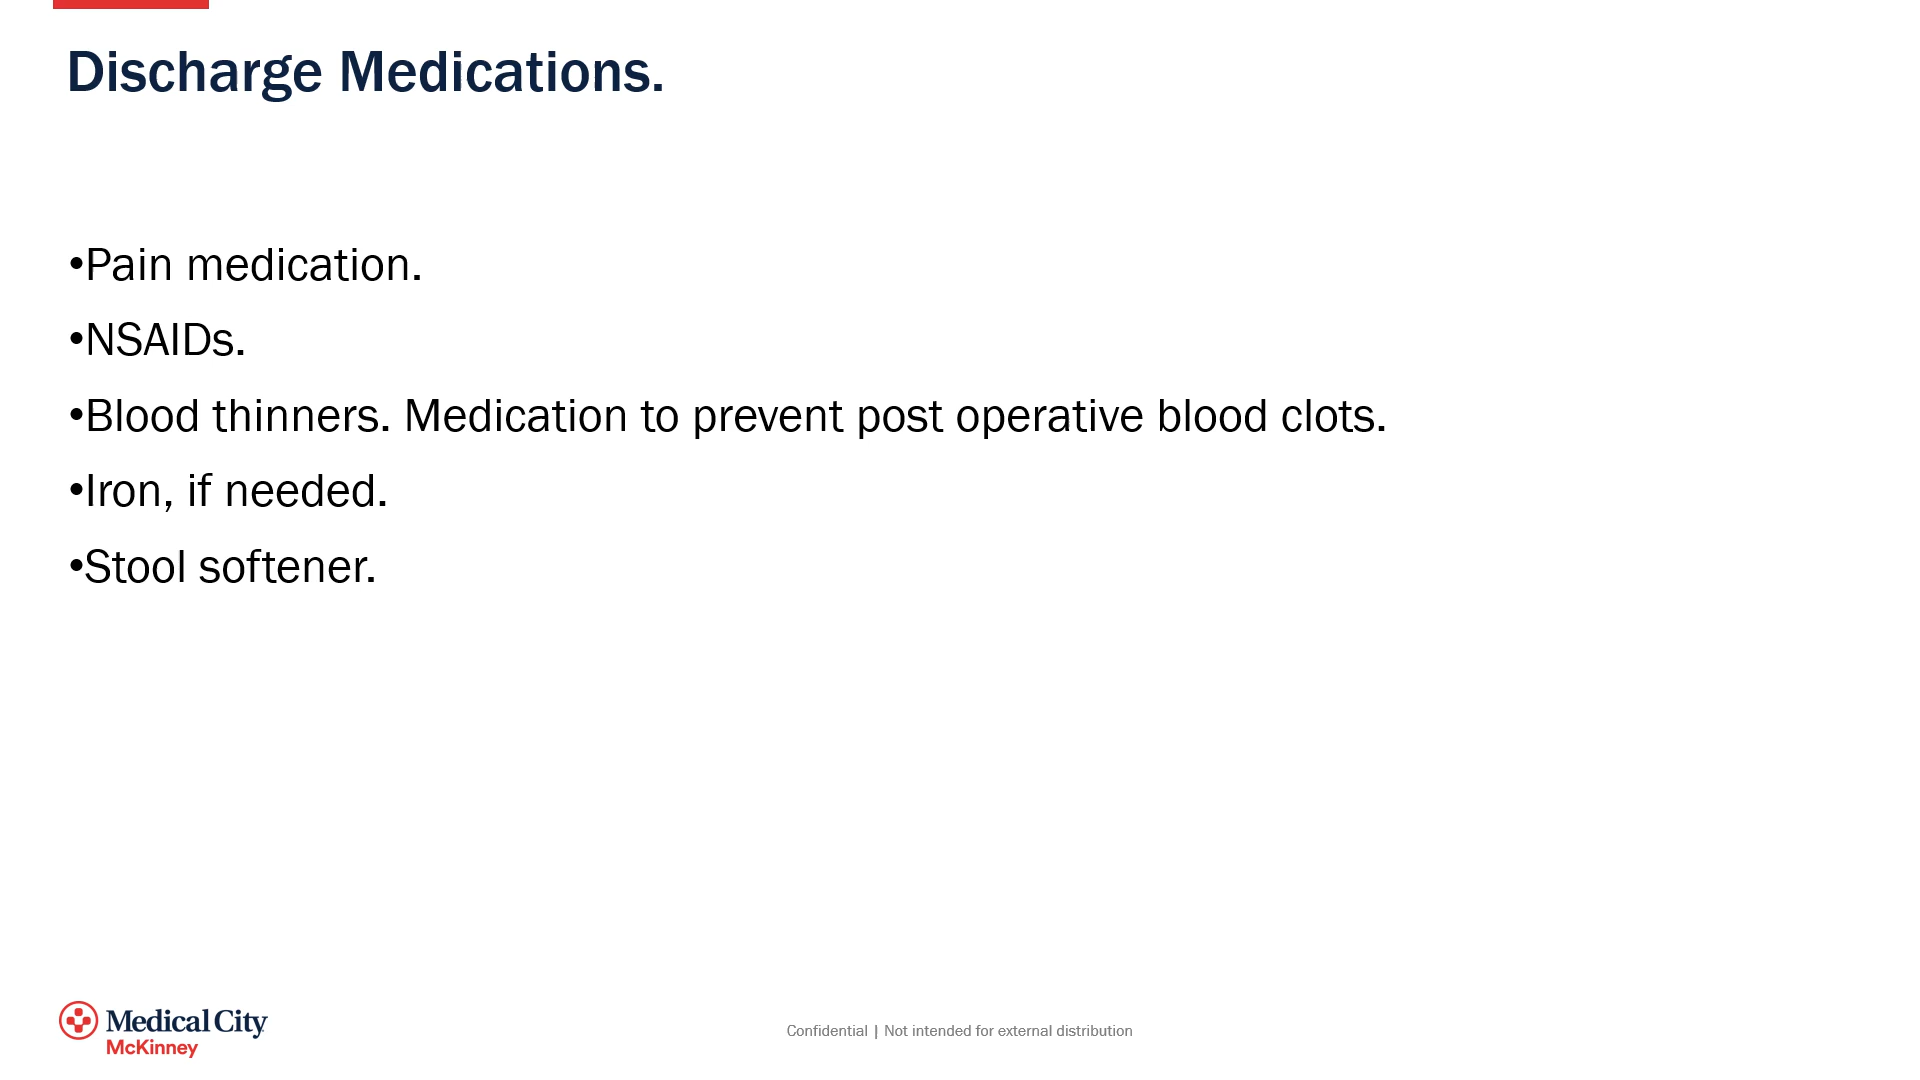 Discharge Medications.
•Pain medication.
•NSAIDs.
•Blood thinners. Medication to prevent post operative blood clots.
•Iron, if needed.
•Stool softener.
Medical City
McKinney
Confidential | Not intended for external distribution